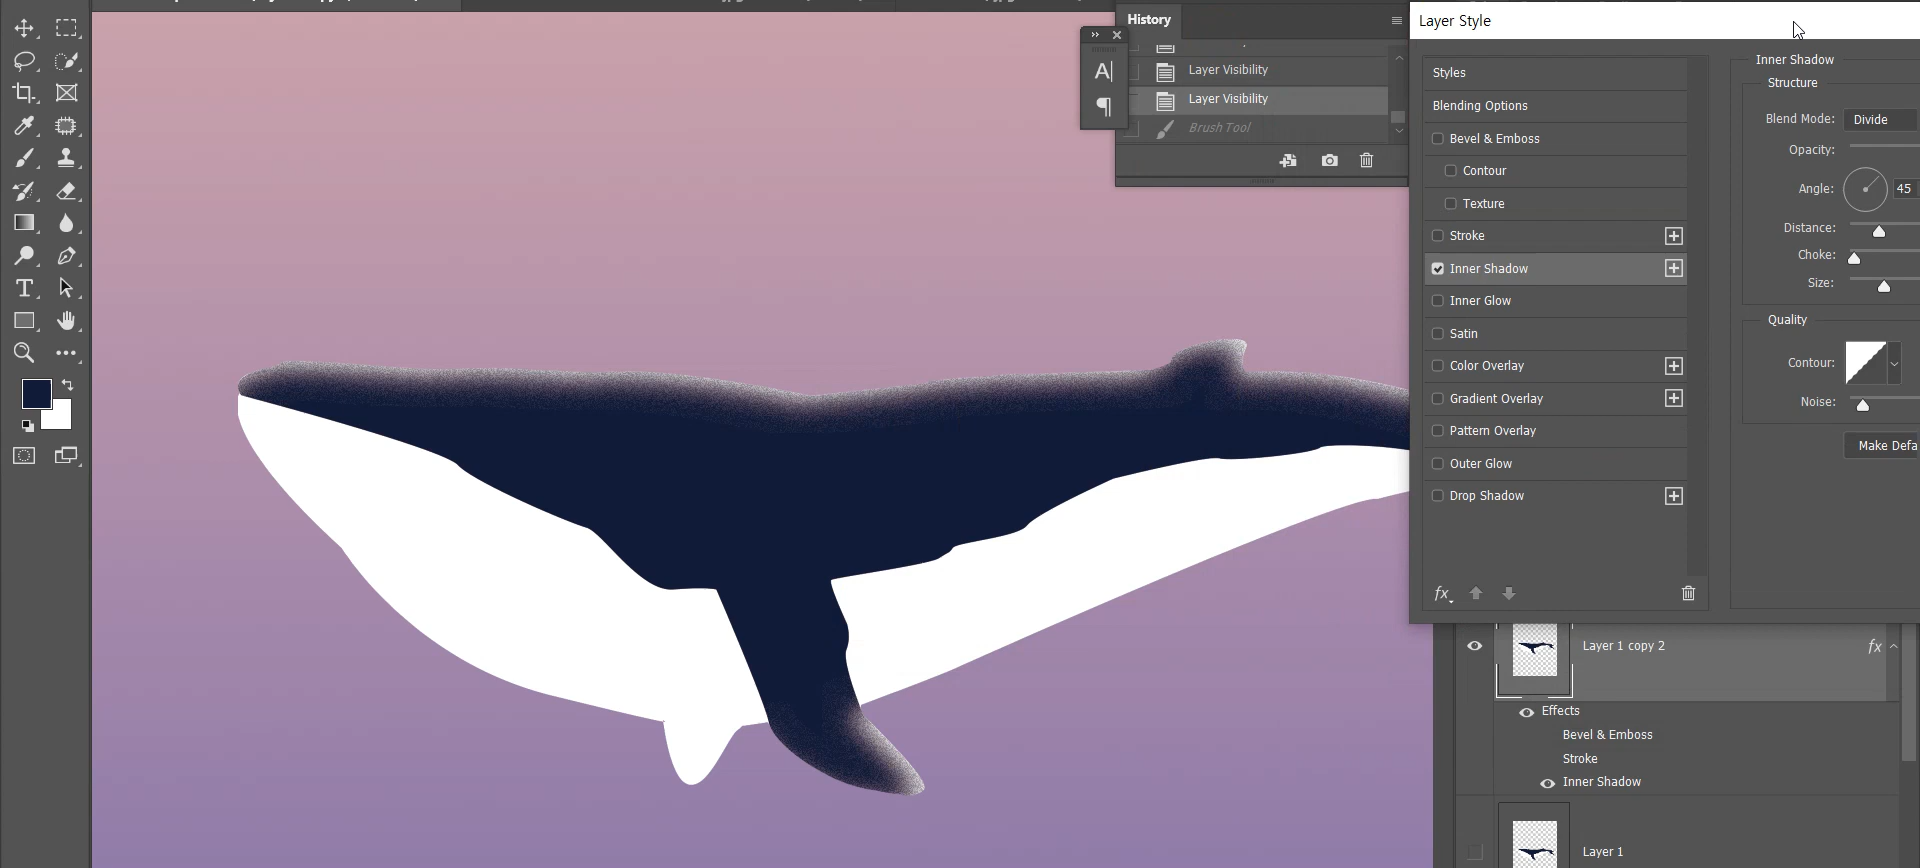 History
Layer Visibility
Layer Visibility
Brush Tool
Layer Style
Styles
Blending Options
Bevel & Emboss
Contour
Texture
Stroke
Inner Shadow
Inner Glow
Satin
Color Overlay
Gradient Overlay
Pattern Overlay
Outer Glow
Drop Shadow
fx
Inner Shadow
Structure
Blend Mode: Divide
Opacity:
Angle: 45
Distance:
Choke:
Size:
Quality
Contour:
Noise:
Make Defa
Layer 1 copy 2 fx
Effects
Bevel & Emboss
Stroke
Inner Shadow
Layer 1